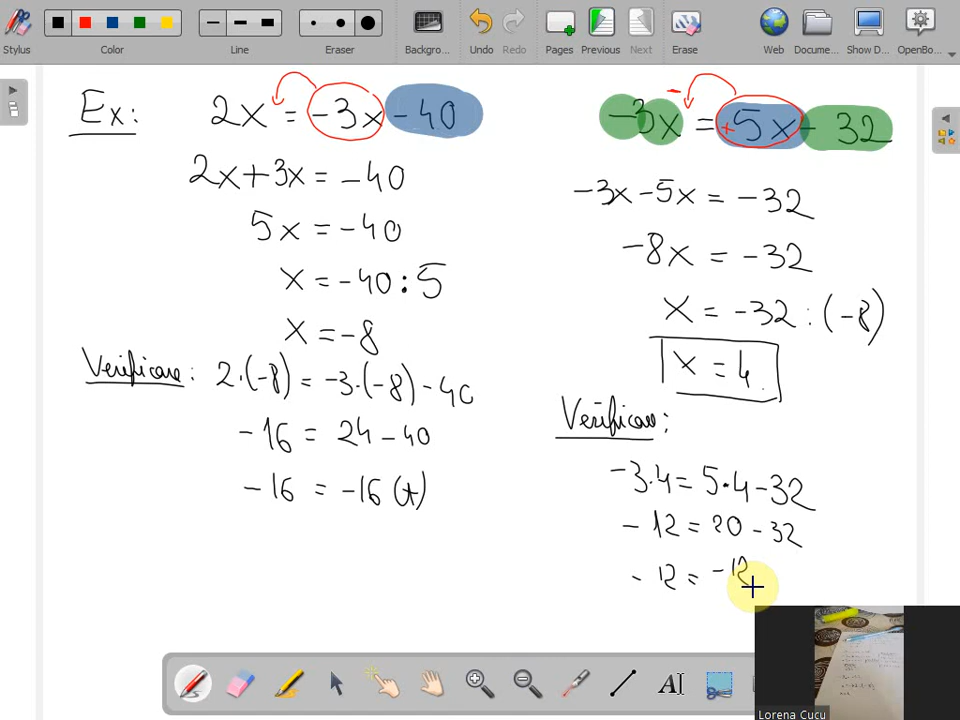 Stylus
Color
Line
Eraser
Backgro...
Undo
Redo
Pages
Previous
Next
Erase
Web
Docume...
Show D...
OpenBo...
Ex: 2x = -3x - 40
2x + 3x = -40
5x = -40
x = -40 : 5
x = -8
Verificare: 2·(-8) = -3·(-8) - 40
-16 = 24 - 40
-16 = -16 (A)
-
-3x = +5x - 32
-3x - 5x = -32
-8x = -32
x = -32 : (-8)
x = 4.
Verificare:
-3·4 = 5·4 - 32
-12 = 20 - 32
-12 = -12
Lorena Cucu